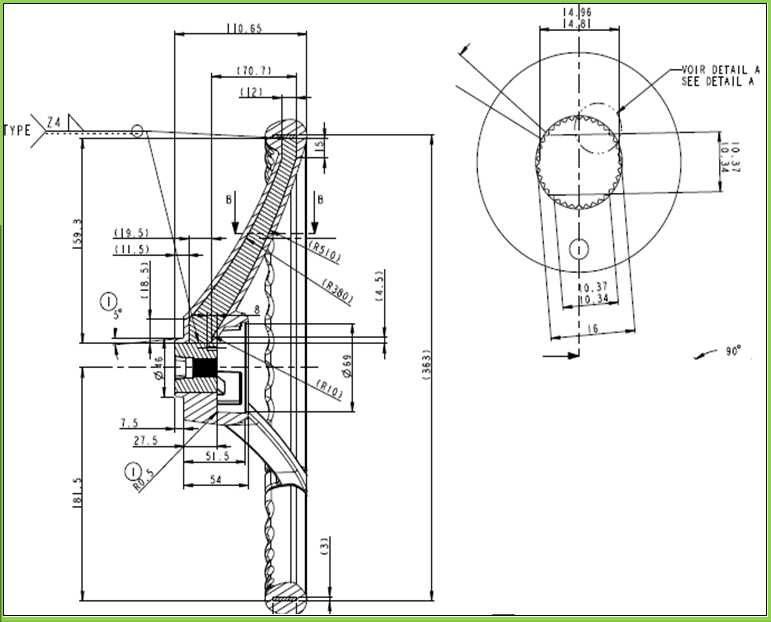 110.65
(70.7)
(12)
TYPE
Z4
15
B
B
159.3
(19.5)
(11.5)
(18.5)
(R510)
(R380)
(4.5)
1
5°
8
Ø46
Ø69
(363)
(R10)
7.5
27.5
51.5
54
1
R0.5
181.5
(3)
14.96
14.81
VOIR DETAIL A
SEE DETAIL A
10.37
10.34
10.37
10.34
16
90°